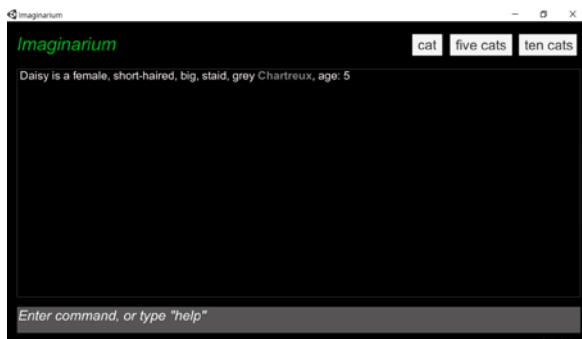 Imaginarium
Imaginarium
cat
five cats
ten cats
Daisy is a female, short-haired, big, staid, grey Chartreux, age: 5
Enter command, or type "help"